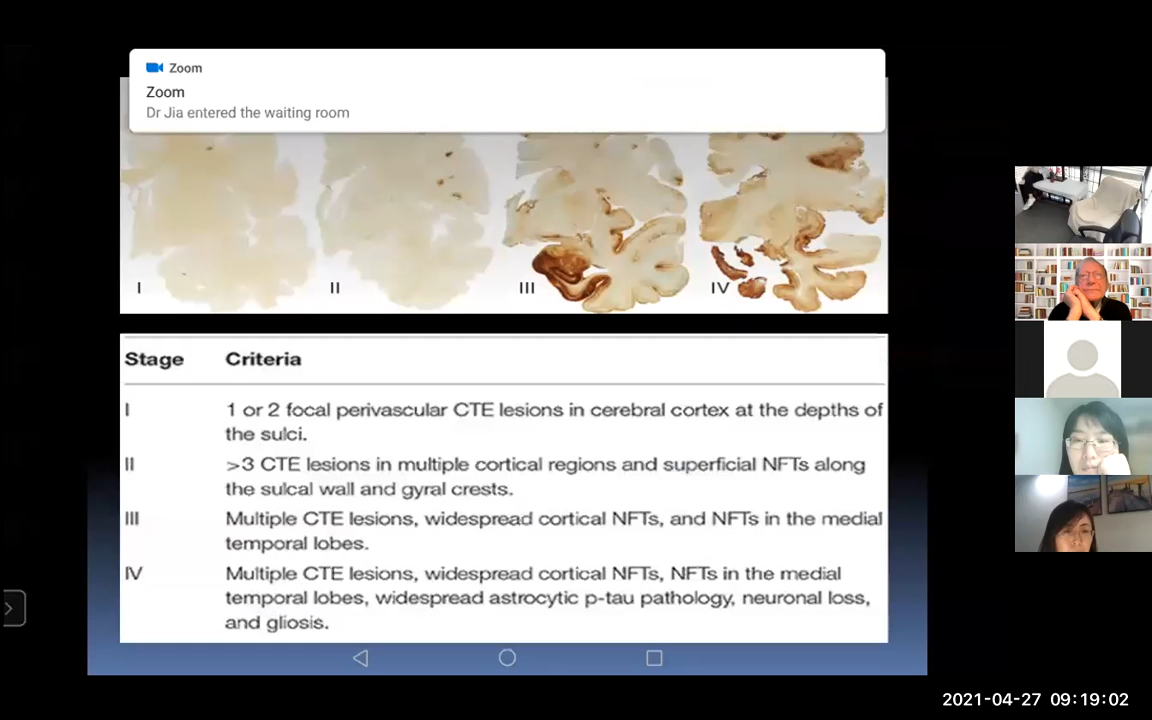 Zoom
Zoom
Dr Jia entered the waiting room
I II III IV
Stage Criteria
I 1 or 2 focal perivascular CTE lesions in cerebral cortex at the depths of
the sulci.
II >3 CTE lesions in multiple cortical regions and superficial NFTs along
the sulcal wall and gyral crests.
III Multiple CTE lesions, widespread cortical NFTs, and NFTs in the medial
temporal lobes.
IV Multiple CTE lesions, widespread cortical NFTs, NFTs in the medial
temporal lobes, widespread astrocytic p-tau pathology, neuronal loss,
and gliosis.
2021-04-27 09:19:02